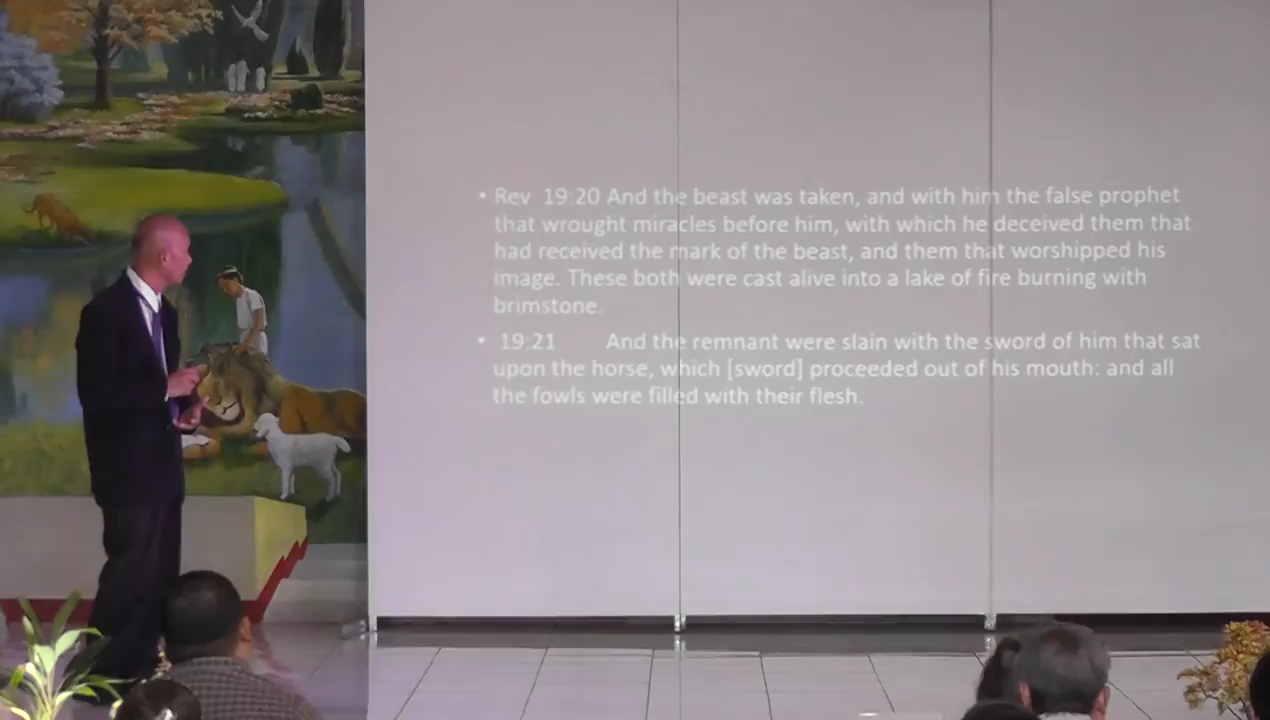 • Rev 19:20 And the beast was taken, and with him the false prophet
that wrought miracles before him, with which he deceived them that
had received the mark of the beast, and them that worshipped his
image. These both were cast alive into a lake of fire burning with
brimstone.
• 19:21 And the remnant were slain with the sword of him that sat
upon the horse, which [sword] proceeded out of his mouth: and all
the fowls were filled with their flesh.